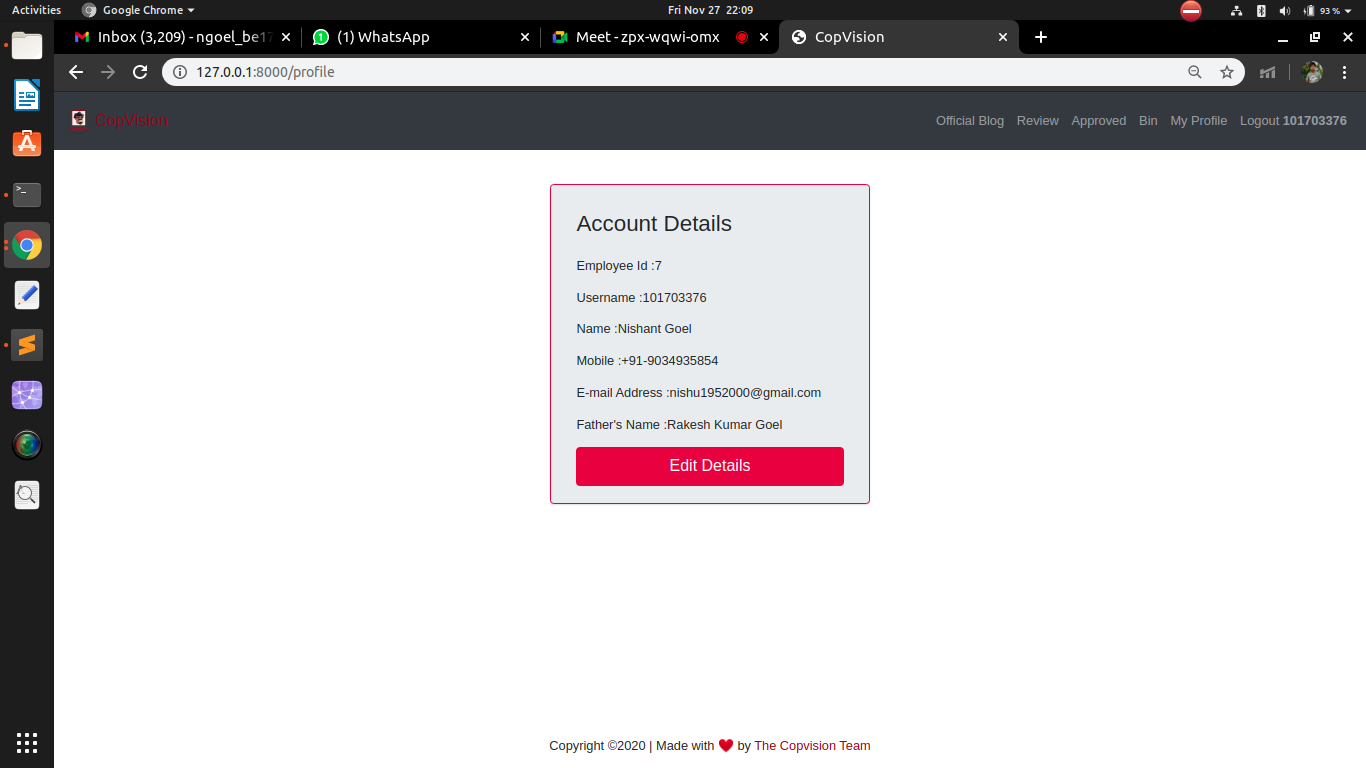 Activities Google Chrome Fri Nov 27 22:09 93 %
Inbox (3,209) - ngoel_be17 (1) WhatsApp Meet - zpx-wqwi-omx CopVision
127.0.0.1:8000/profile
CopVision Official Blog Review Approved Bin My Profile Logout 101703376
Account Details
Employee Id :7
Username :101703376
Name :Nishant Goel
Mobile :+91-9034935854
E-mail Address :nishu1952000@gmail.com
Father's Name :Rakesh Kumar Goel
Edit Details
Copyright ©2020 | Made with ❤ by The Copvision Team